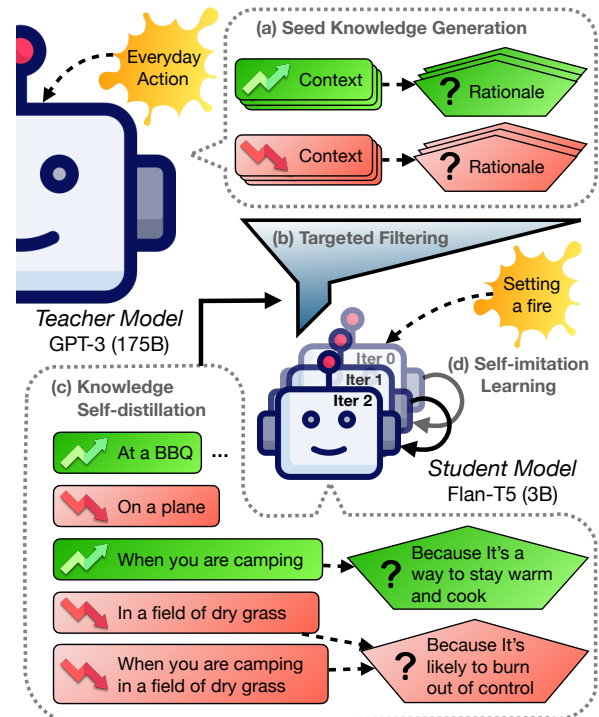 (a) Seed Knowledge Generation
Everyday
Action
Context
? Rationale
Context
? Rationale
(b) Targeted Filtering
Setting
a fire
Teacher Model
GPT-3 (175B)
Iter 0
Iter 1
Iter 2
(d) Self-imitation
Learning
(c) Knowledge
Self-distillation
At a BBQ ...
On a plane
Student Model
Flan-T5 (3B)
When you are camping
? Because It's a
way to stay warm
and cook
In a field of dry grass
When you are camping
in a field of dry grass
? Because It's
likely to burn
out of control